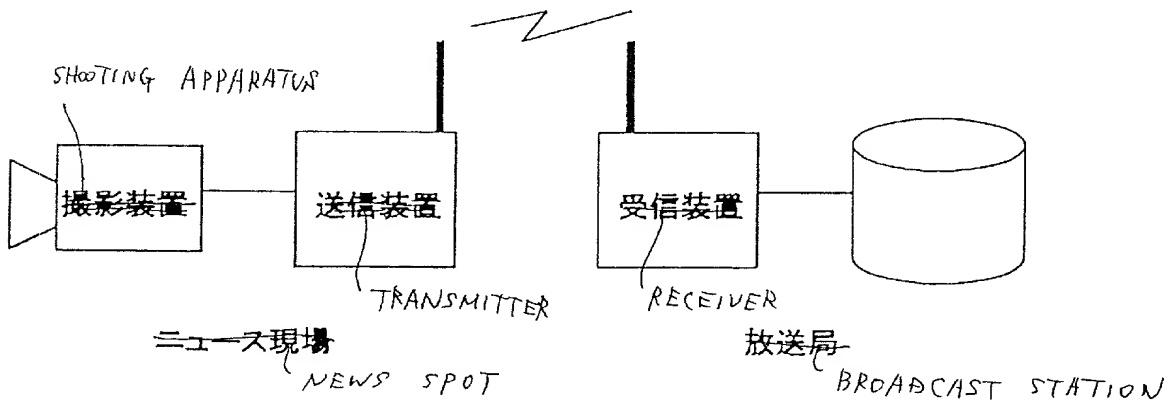 SHOOTING APPARATUS
撮影装置
送信装置
受信装置
TRANSMITTER
RECEIVER
ニュース現場
放送局
NEWS SPOT
BROADCAST STATION